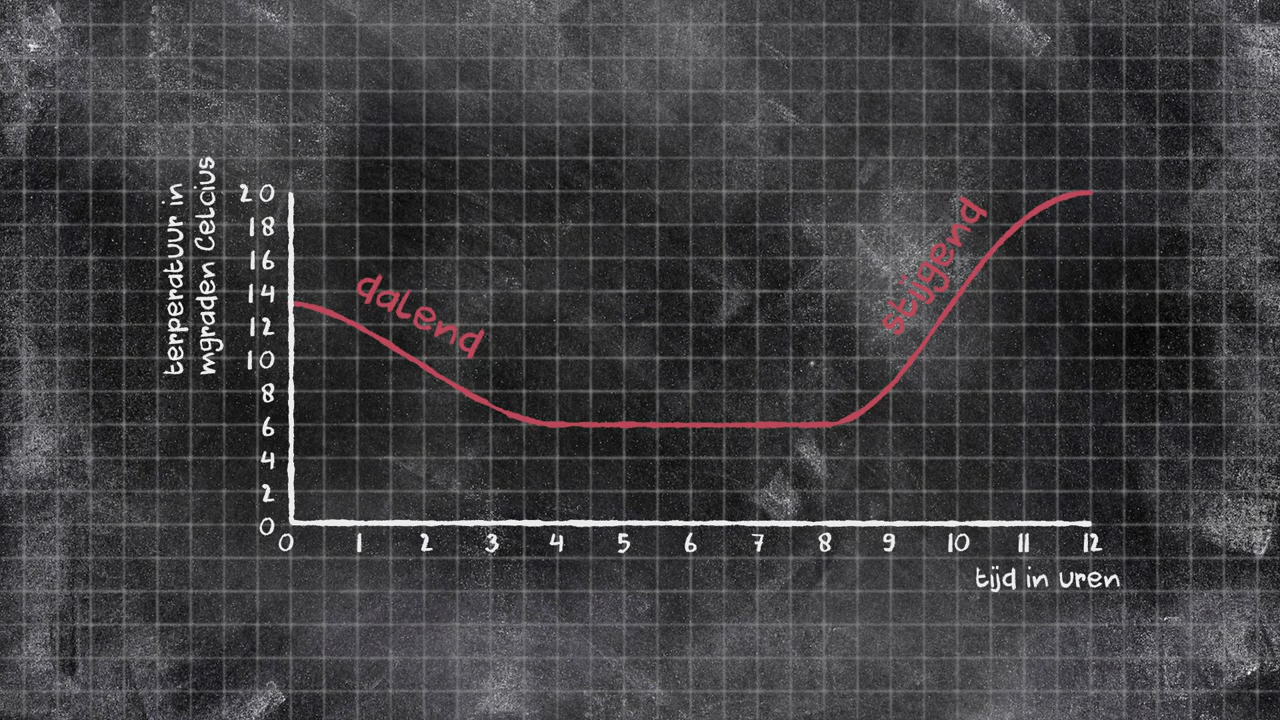 terperatuur in
mgraden Celcius
20
18
16
14
12
10
8
6
4
2
0
dalend
stijgend
0 1 2 3 4 5 6 7 8 9 10 11 12
tijd in uren